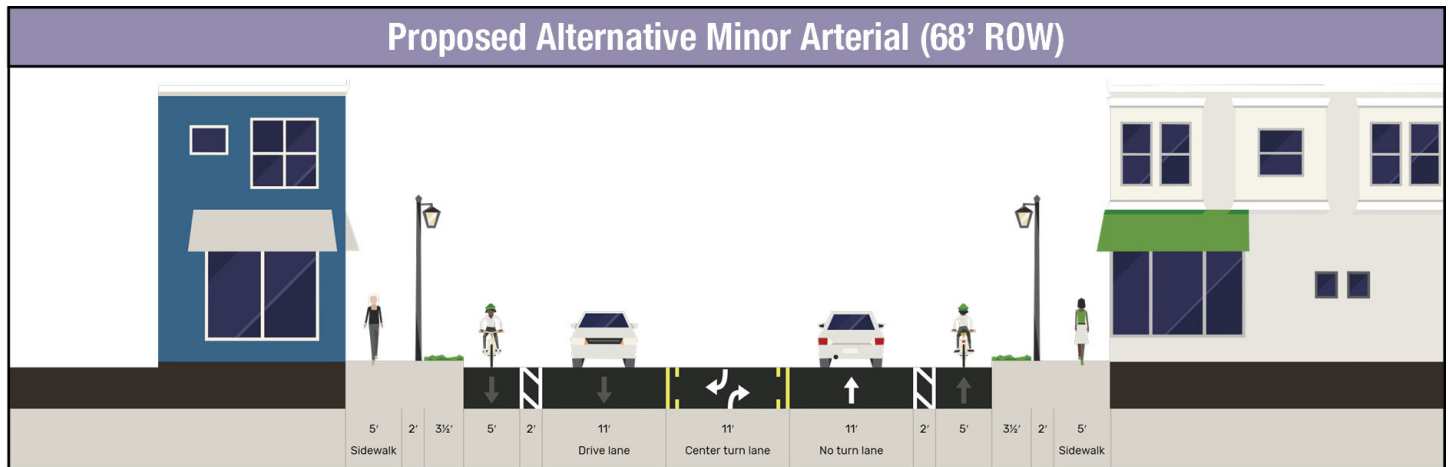 Proposed Alternative Minor Arterial (68' ROW)
5' 2' 3½' 5' 2' 11' 11' 11' 2' 5' 3½' 2' 5'
Sidewalk Drive lane Center turn lane No turn lane Sidewalk